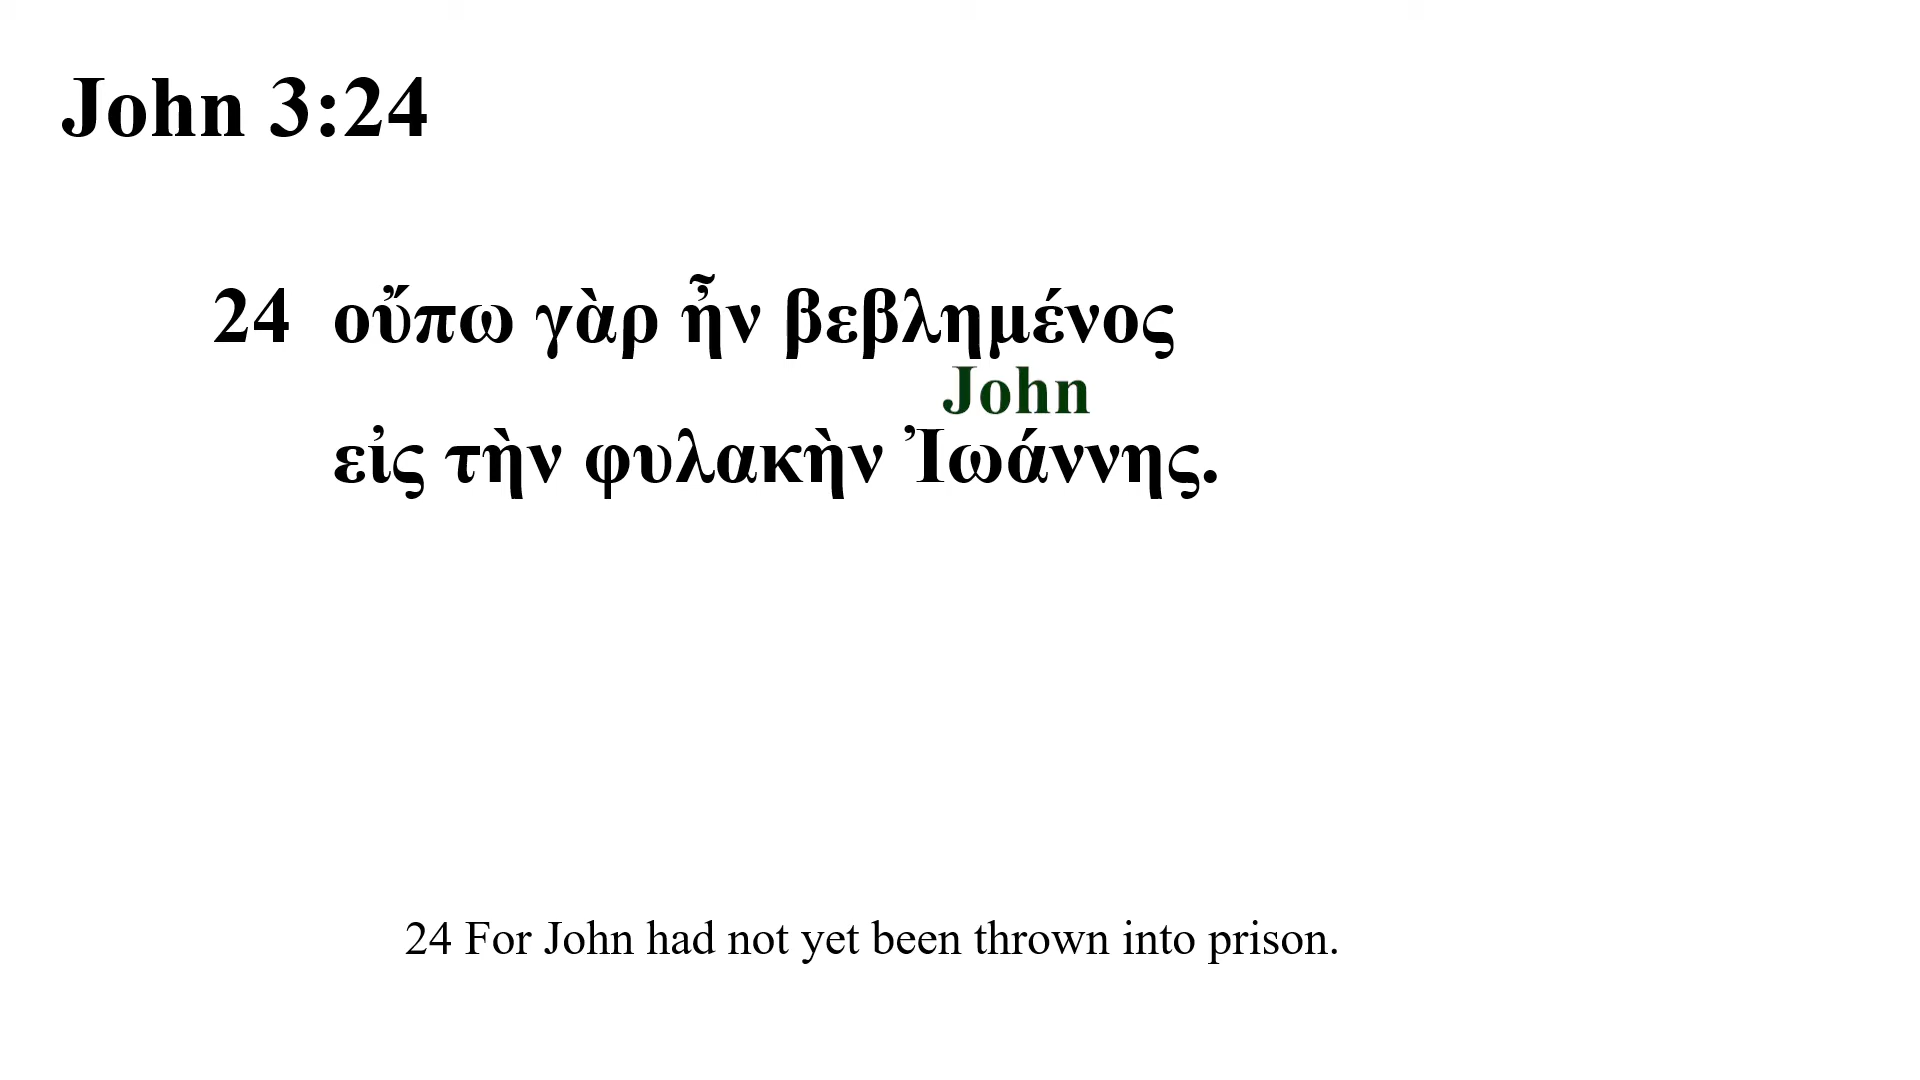 John 3:24
24 οὔπω γὰρ ἦν βεβλημένος
John
εἰς τὴν φυλακὴν Ἰωάννης.
24 For John had not yet been thrown into prison.